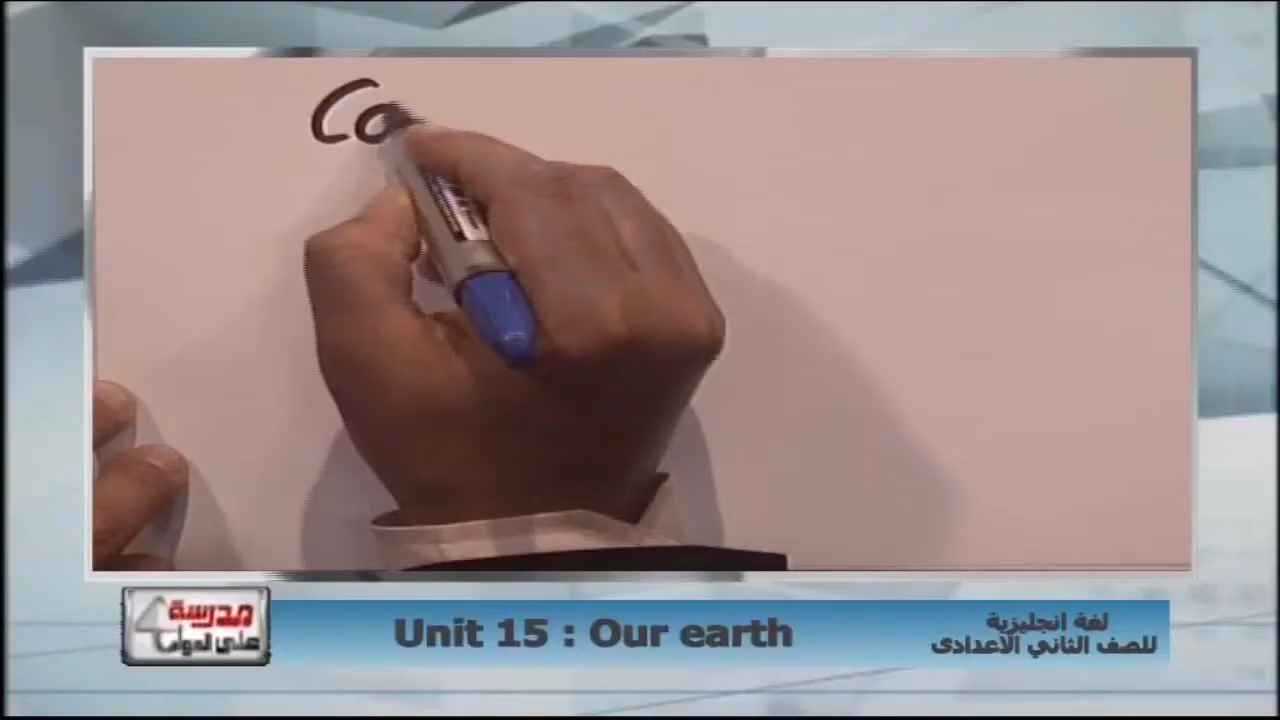 Co
Unit 15 : Our earth
لغة انجليزية
للصف الثاني الاعدادى
مدرسة
على الهواء